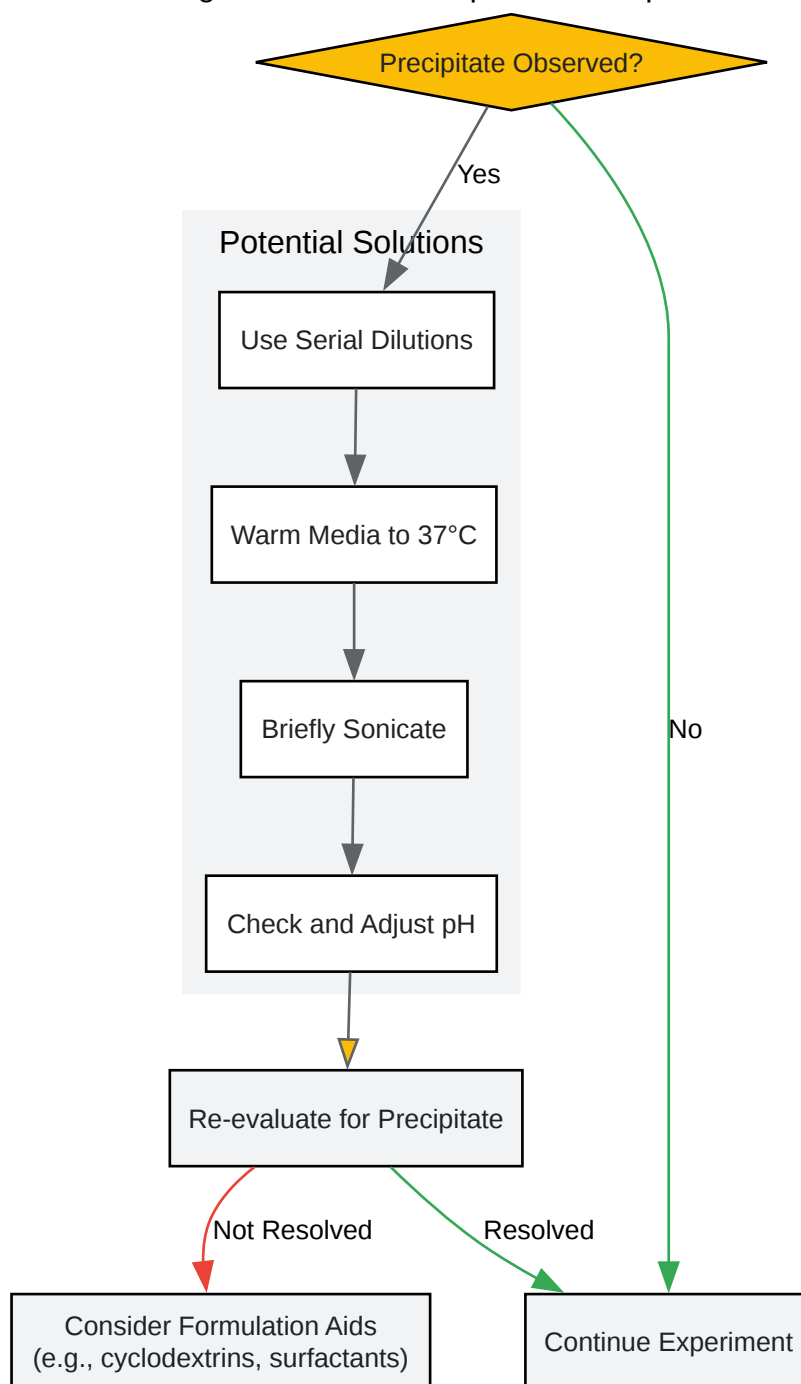 Precipitate Observed?
Yes
Potential Solutions
Use Serial Dilutions
Warm Media to 37°C
Briefly Sonicate
No
Check and Adjust pH
Re-evaluate for Precipitate
Not Resolved
Resolved
Consider Formulation Aids
(e.g., cyclodextrins, surfactants)
Continue Experiment